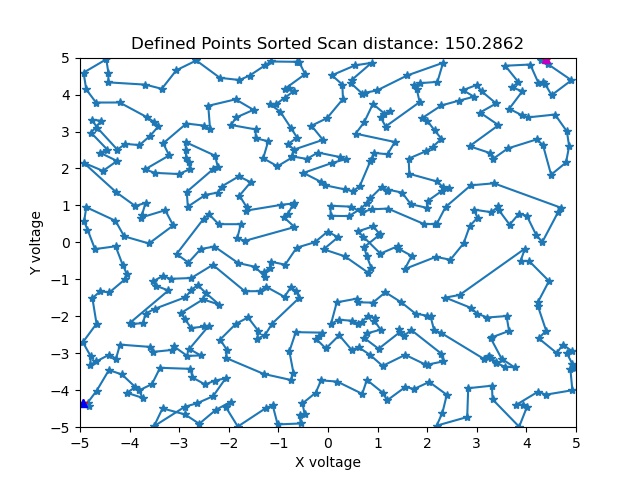 Defined Points Sorted Scan distance: 150.2862
5
4
3
2
1
0
−1
−2
−3
−4
−5
Y voltage
−5 −4 −3 −2 −1 0 1 2 3 4 5
X voltage